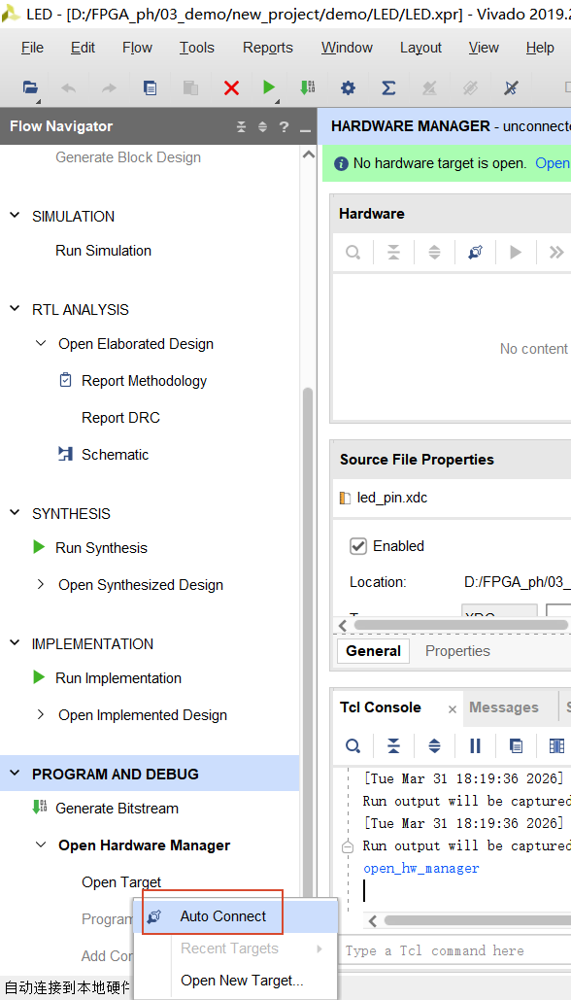 LED - [D:/FPGA_ph/03_demo/new_project/demo/LED/LED.xpr] - Vivado 2019.
File Edit Flow Tools Reports Window Layout View Help
Flow Navigator
Generate Block Design
SIMULATION
Run Simulation
RTL ANALYSIS
Open Elaborated Design
Report Methodology
Report DRC
Schematic
SYNTHESIS
Run Synthesis
Open Synthesized Design
IMPLEMENTATION
Run Implementation
Open Implemented Design
PROGRAM AND DEBUG
Generate Bitstream
Open Hardware Manager
Open Target
Program
Add Con
Auto Connect
Recent Targets
Open New Target...
自动连接到本地硬件
HARDWARE MANAGER - unconnecte
No hardware target is open. Open
Hardware
No content
Source File Properties
led_pin.xdc
Enabled
Location: D:/FPGA_ph/03_
General Properties
Tcl Console Messages
[Tue Mar 31 18:19:36 2026]
Run output will be captured
[Tue Mar 31 18:19:36 2026]
Run output will be captured
open_hw_manager
Type a Tcl command here